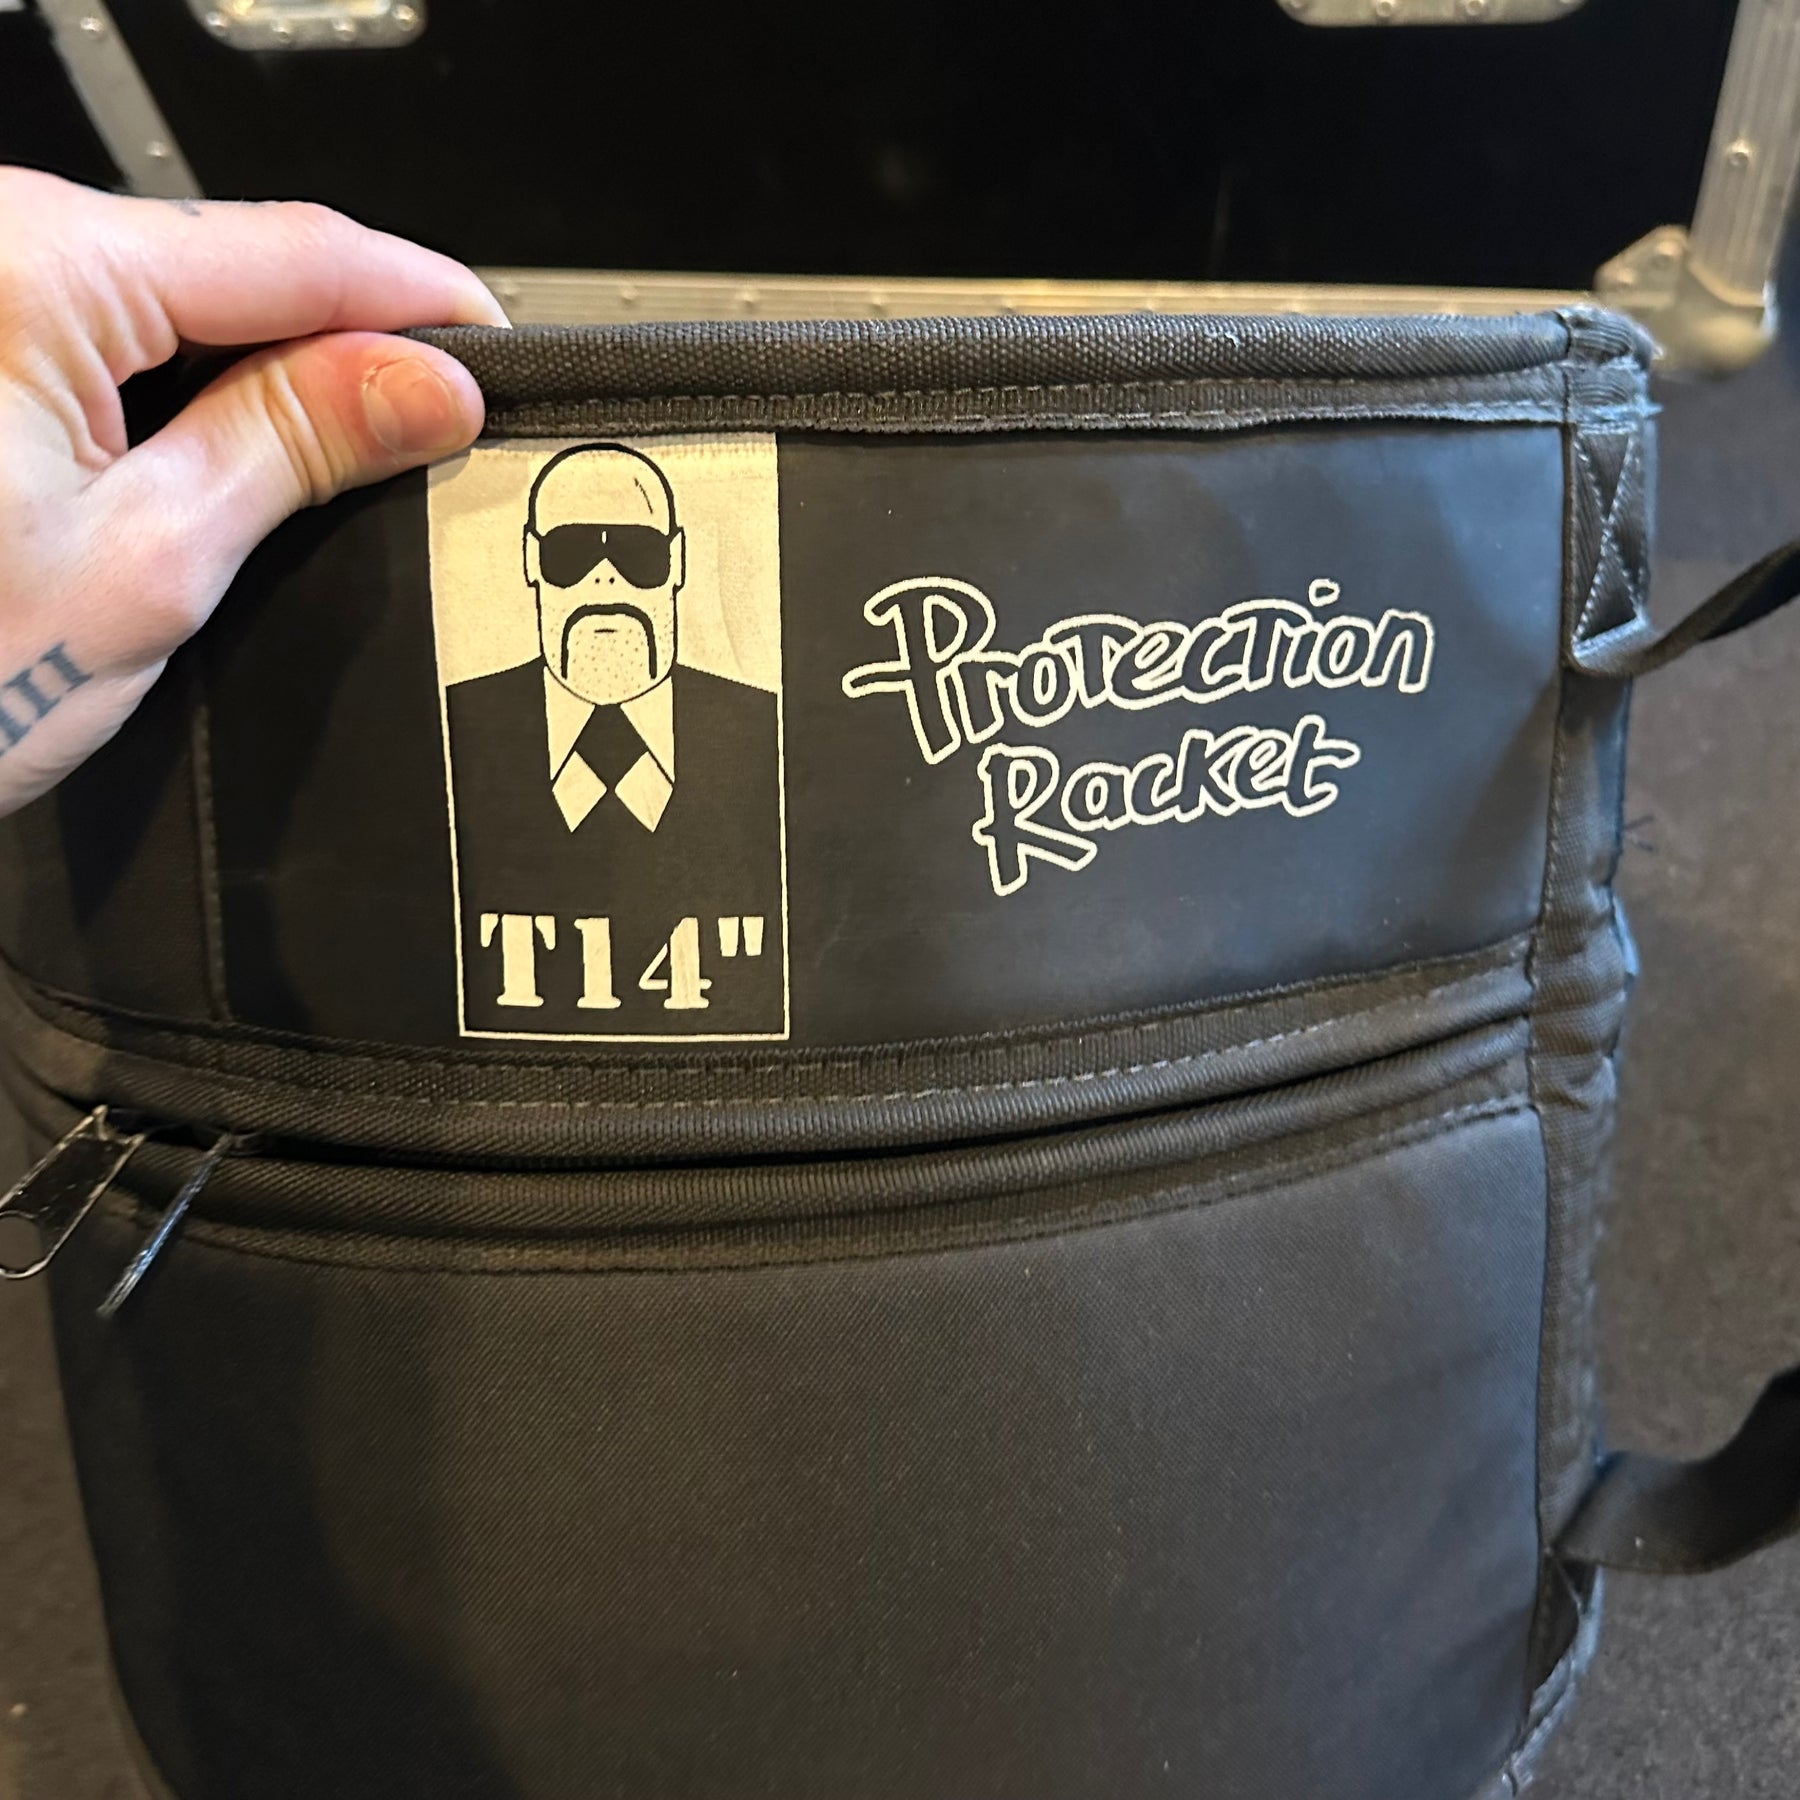 Protection
Racket
T14"